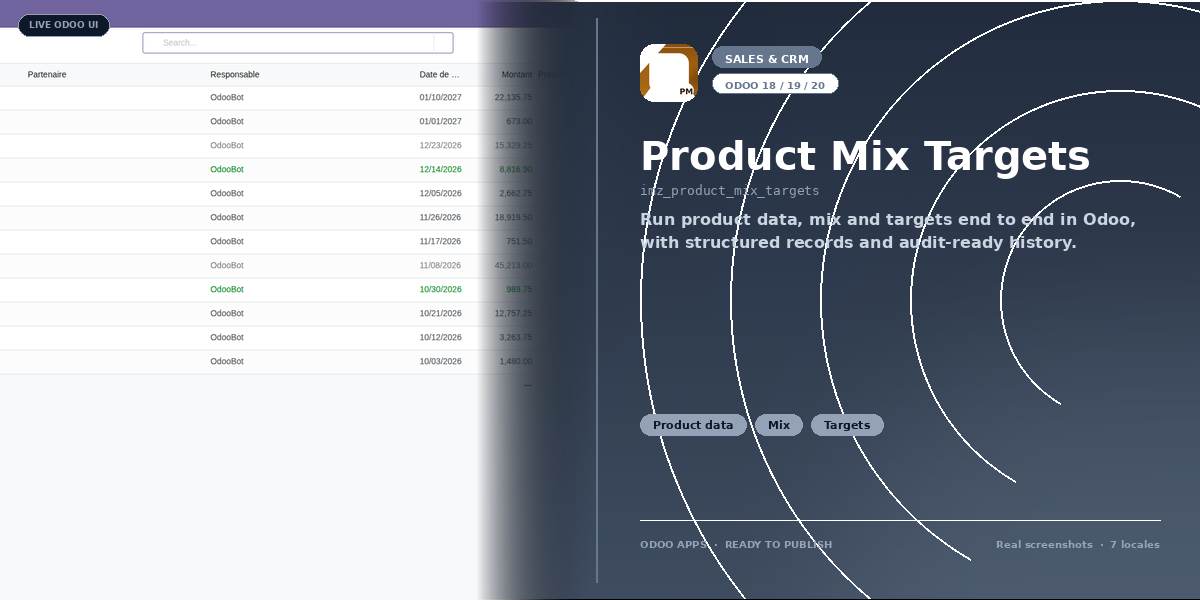 LIVE ODOO UI
Search...
Partenaire Responsable Date de ... Montant
OdooBot 01/10/2027 22,135.75
OdooBot 01/01/2027 673.00
OdooBot 12/23/2026 15,329.25
OdooBot 12/14/2026 8,816.90
OdooBot 12/05/2026 2,662.75
OdooBot 11/26/2026 18,919.50
OdooBot 11/17/2026 751.50
OdooBot 11/08/2026 45,213.00
OdooBot 10/30/2026 989.75
OdooBot 10/21/2026 12,757.25
OdooBot 10/12/2026 3,263.75
OdooBot 10/03/2026 1,480.00
PM
SALES & CRM
ODOO 18 / 19 / 20
Product Mix Targets
imz_product_mix_targets
Run product data, mix and targets end to end in Odoo,
with structured records and audit-ready history.
Product data Mix Targets
ODOO APPS · READY TO PUBLISH
Real screenshots · 7 locales